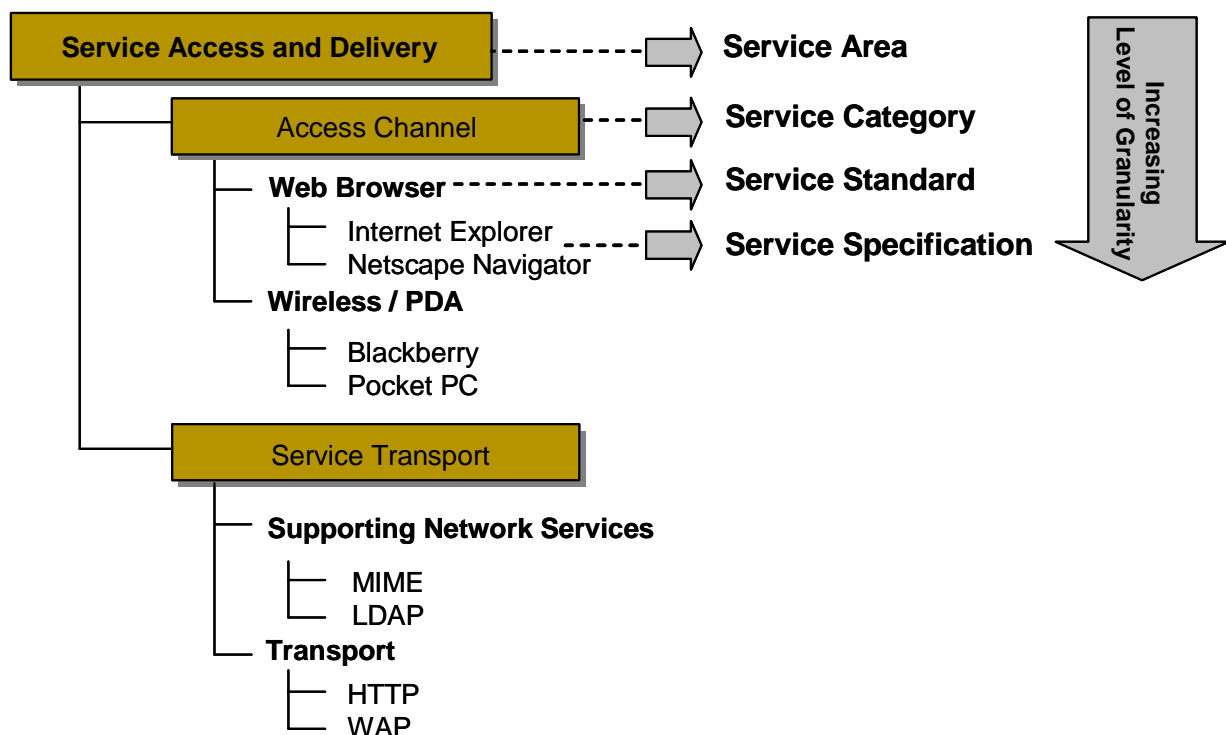 Service Access and Delivery
Service Area
Access Channel
Service Category
Web Browser
Service Standard
Internet Explorer
Service Specification
Netscape Navigator
Wireless / PDA
Blackberry
Pocket PC
Service Transport
Supporting Network Services
MIME
LDAP
Transport
HTTP
WAP
Increasing
Level of Granularity